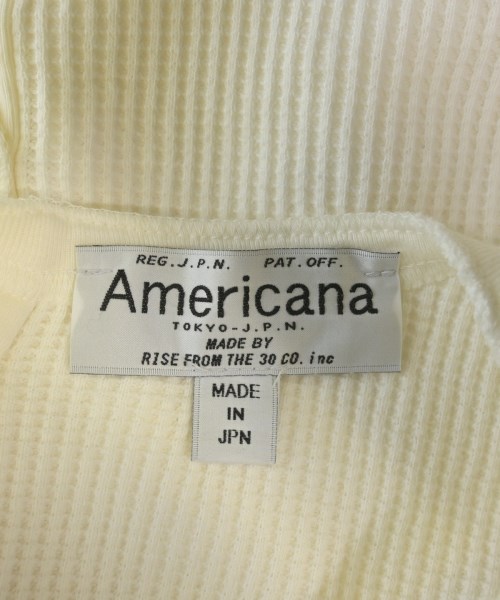 REG.J.P.N. PAT.OFF.
Americana
TOKYO-J.P.N.
MADE BY
RISE FROM THE 30 CO. inc
MADE
IN
JPN